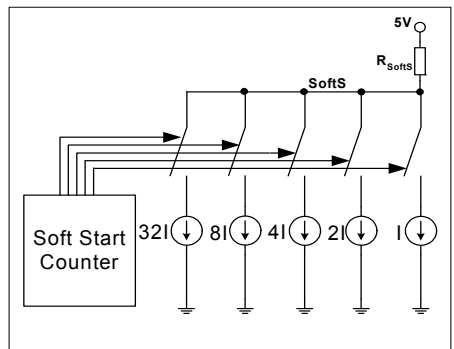 5V
RSoftS
SoftS
32I
8I
4I
2I
I
Soft Start
Counter